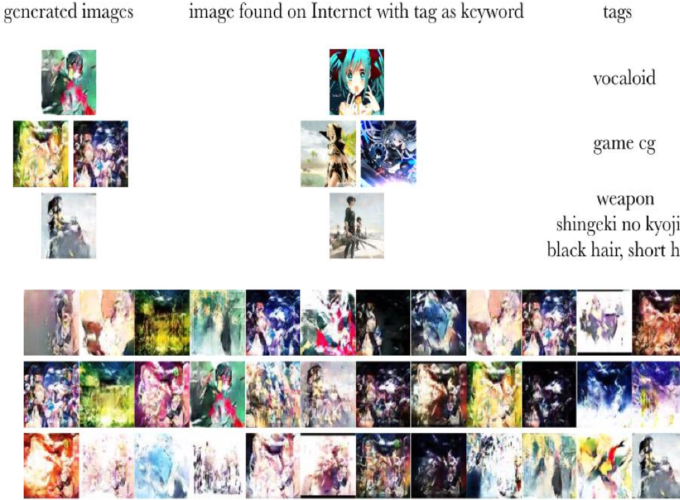 generated images
image found on Internet with tag as keyword
tags
vocaloid
game cg
weapon
shingeki no kyoji
black hair, short h